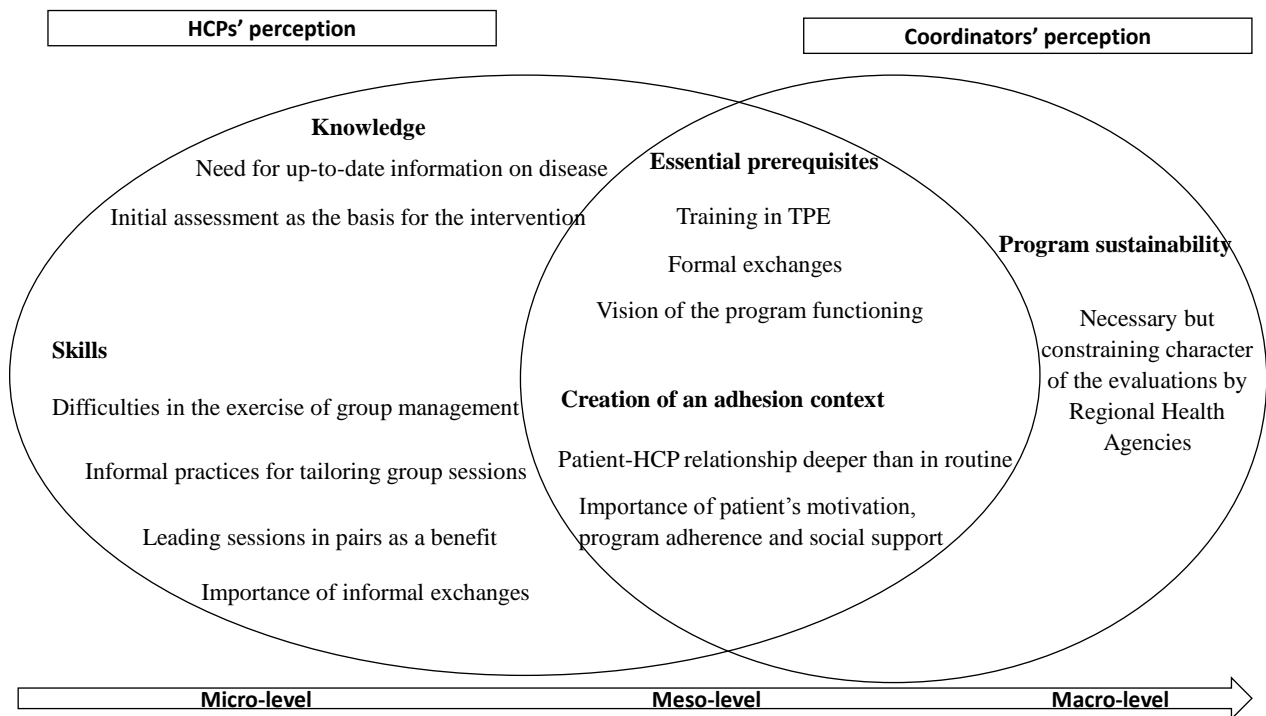 HCPs' perception
Coordinators' perception
Knowledge
Need for up-to-date information on disease
Initial assessment as the basis for the intervention
Skills
Difficulties in the exercise of group management
Informal practices for tailoring group sessions
Leading sessions in pairs as a benefit
Importance of informal exchanges
Essential prerequisites
Training in TPE
Formal exchanges
Vision of the program functioning
Creation of an adhesion context
Patient-HCP relationship deeper than in routine
Importance of patient's motivation,
program adherence and social support
Program sustainability
Necessary but
constraining character
of the evaluations by
Regional Health
Agencies
Micro-level
Meso-level
Macro-level